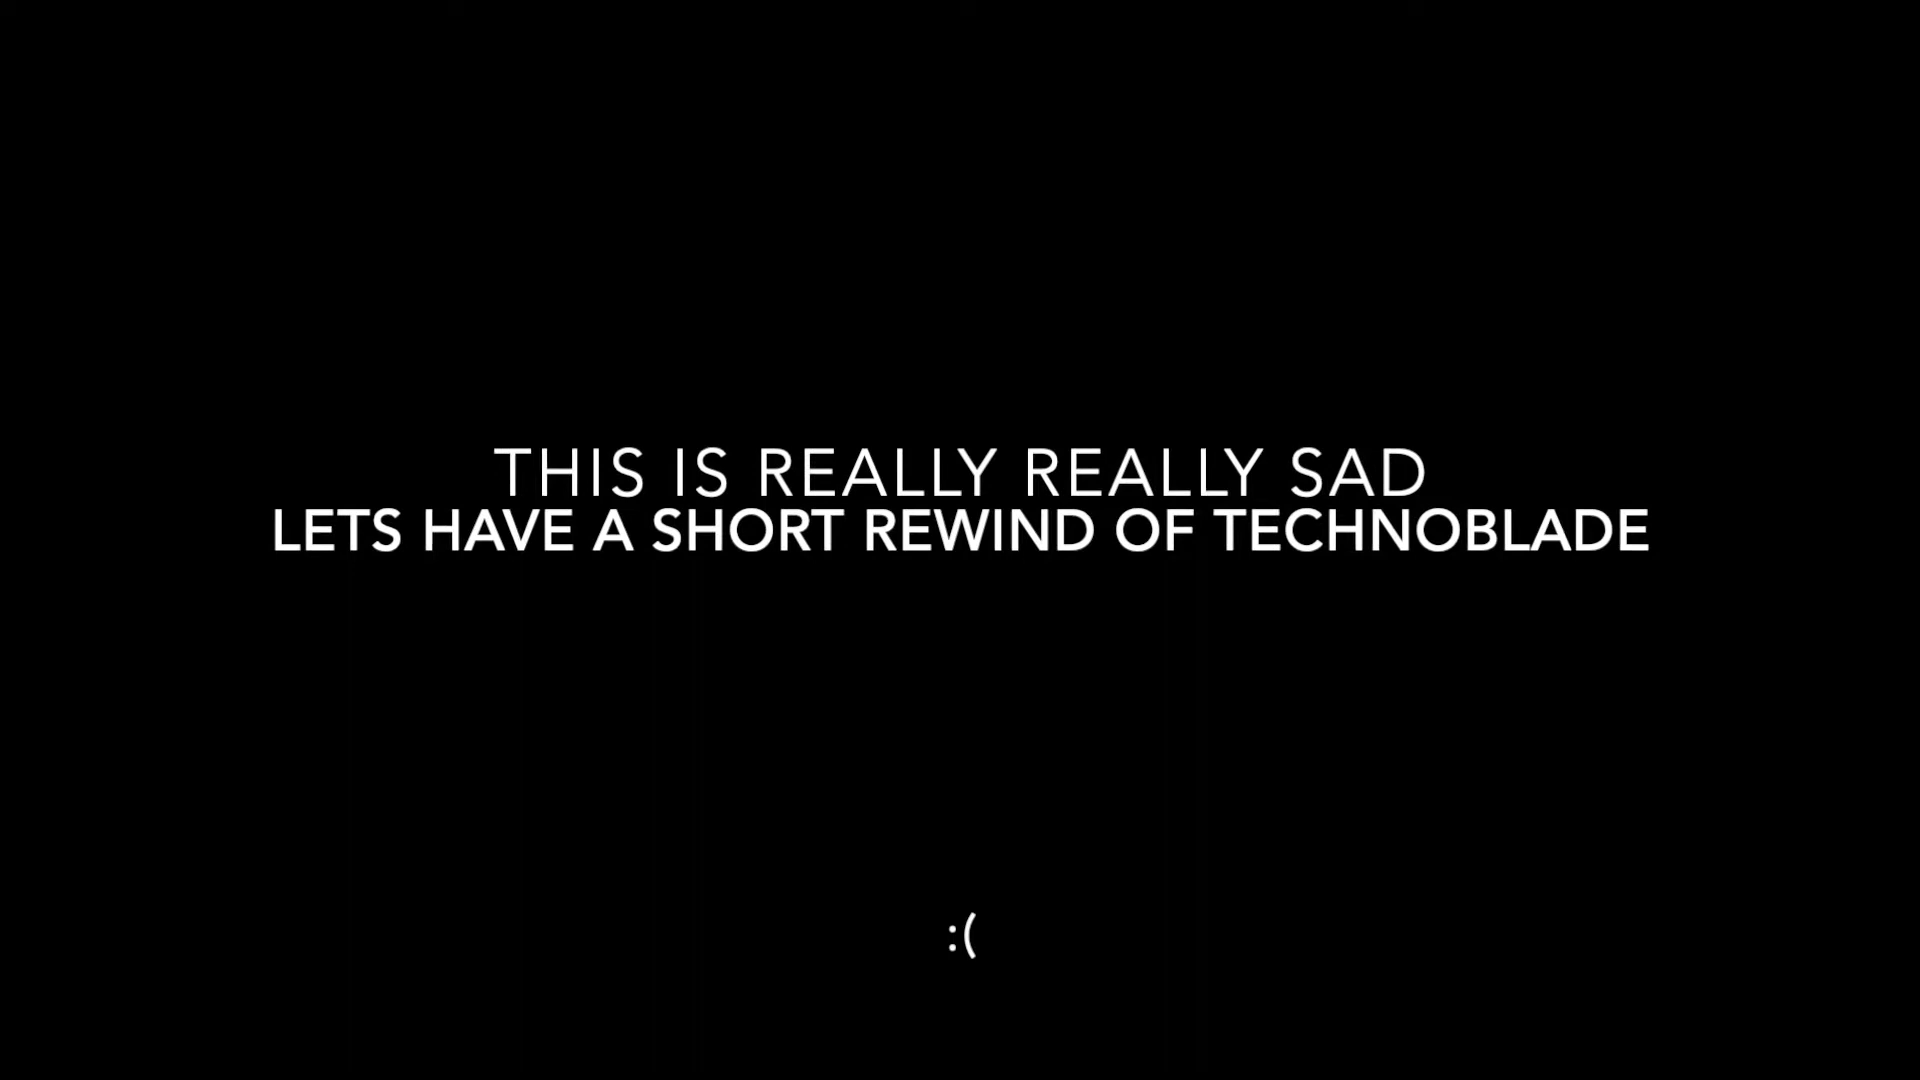 THIS IS REALLY REALLY SAD
LETS HAVE A SHORT REWIND OF TECHNOBLADE
:(